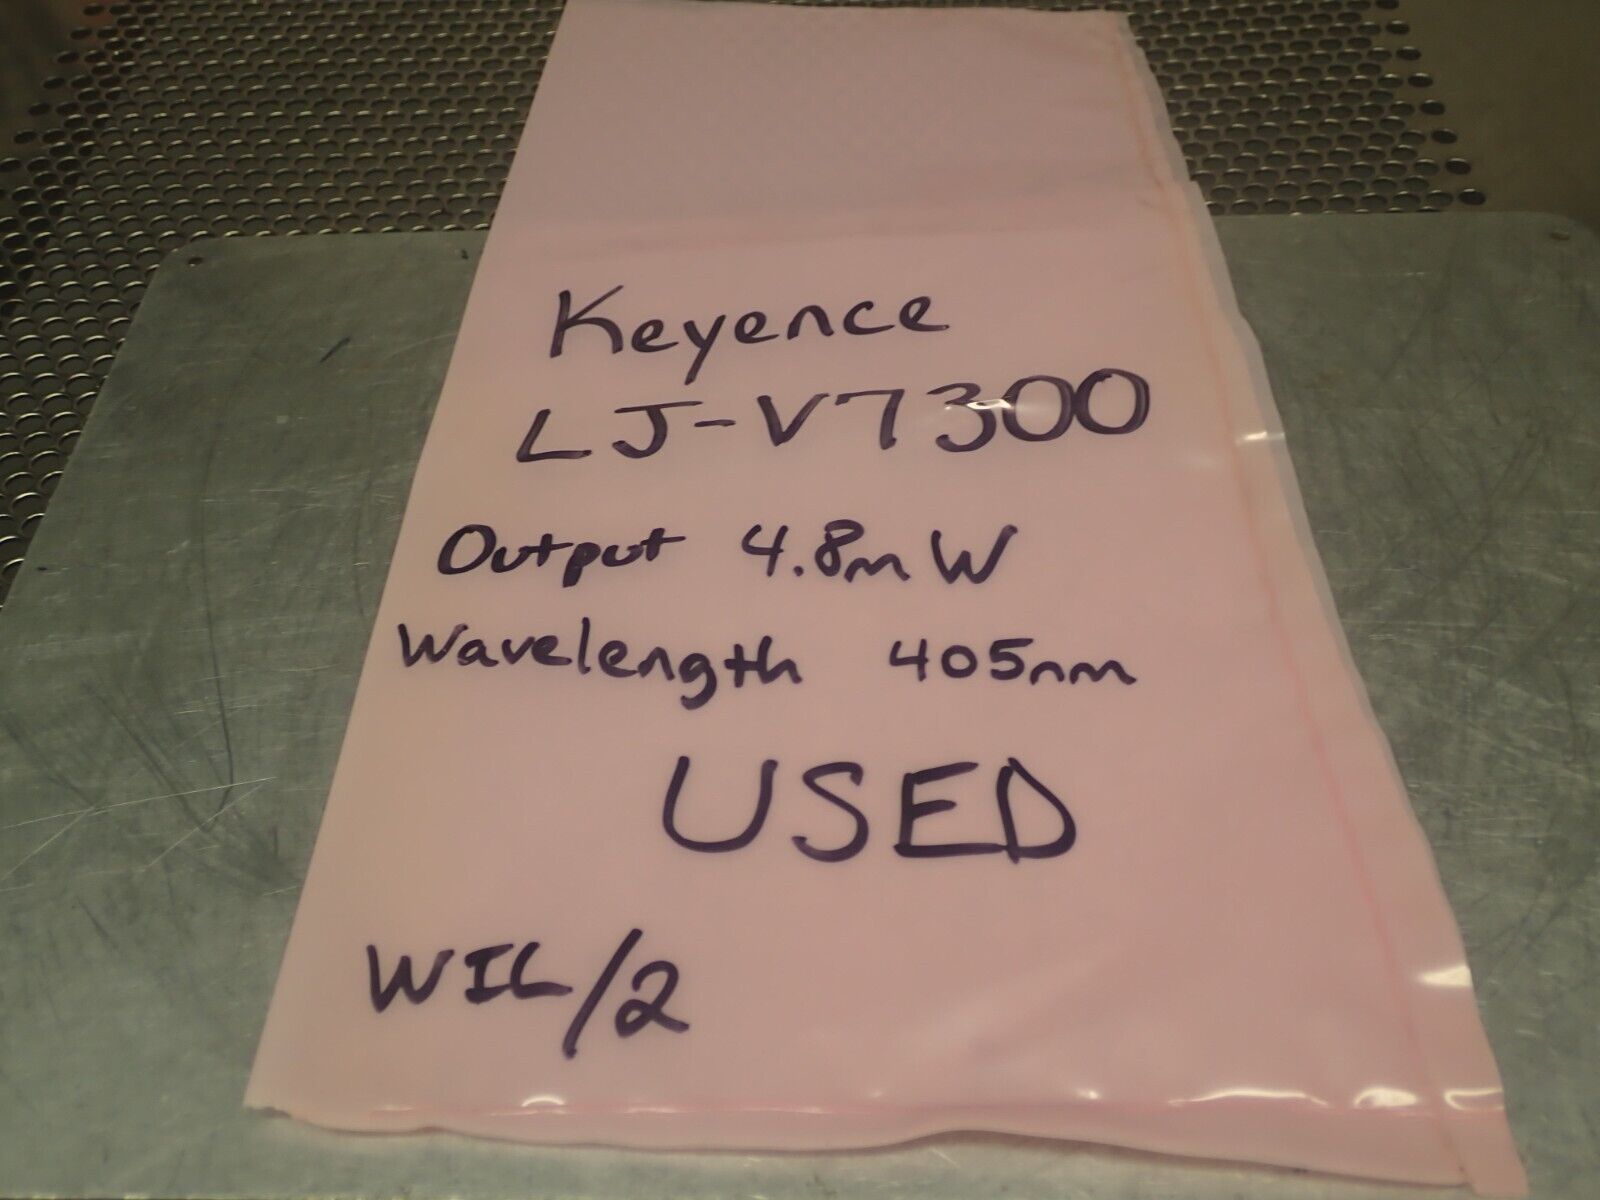 Keyence
LJ-V7300
Output 4.8mW
Wavelength 405nm
USED
WIL/2